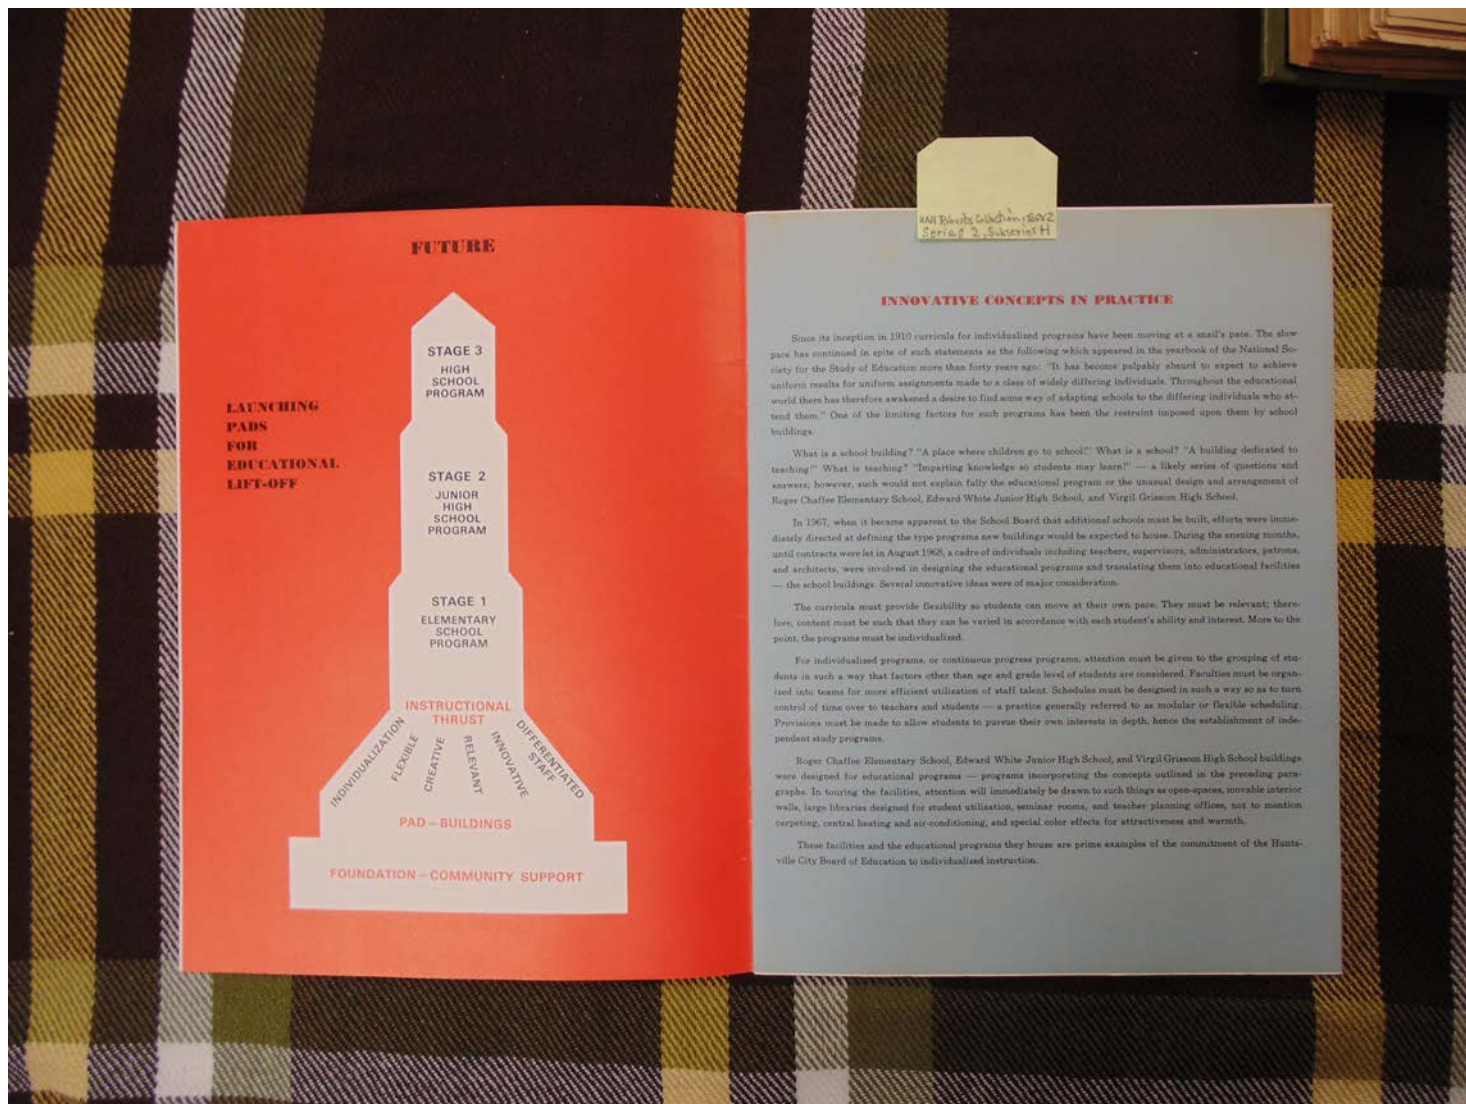 FUTURE
LAUNCHING
PADS
FOR
EDUCATIONAL
LIFT-OFF
STAGE 3
HIGH
SCHOOL
PROGRAM
STAGE 2
JUNIOR
HIGH
SCHOOL
PROGRAM
STAGE 1
ELEMENTARY
SCHOOL
PROGRAM
INSTRUCTIONAL
THRUST
INDIVIDUALIZATION
FLEXIBLE
CREATIVE
RELEVANT
INNOVATIVE
DIFFERENTIATED
STAFF
PAD — BUILDINGS
FOUNDATION — COMMUNITY SUPPORT
Roberts Collection,
Series 2, Subseries H
INNOVATIVE CONCEPTS IN PRACTICE
Since its inception in 1910 curricula for individualized programs have been moving at a snail's pace. The slow
pace has continued in spite of such statements as the following which appeared in the yearbook of the National So-
ciety for the Study of Education more than forty years ago: "It has become palpably absurd to expect to achieve
uniform results for uniform assignments made to a class of widely differing individuals. Throughout the educational
world there has therefore awakened a desire to find some way of adapting schools to the differing individuals who at-
tend them." One of the limiting factors for such programs has been the restraint imposed upon them by school
buildings.
What is a school building? "A place where children go to school!" What is a school? "A building dedicated to
teaching!" What is teaching? "Imparting knowledge so students may learn!" — a likely series of questions and
answers; however, such would not explain fully the educational program or the unusual design and arrangement of
Roger Chaffee Elementary School, Edward White Junior High School, and Virgil Grissom High School.
In 1967, when it became apparent to the School Board that additional schools must be built, efforts were imme-
diately directed at defining the type programs new buildings would be expected to house. During the ensuing months,
until contracts were let in August 1968, a cadre of individuals including teachers, supervisors, administrators, patrons,
and architects, were involved in designing the educational programs and translating them into educational facilities
— the school buildings. Several innovative ideas were of major consideration.
The curricula must provide flexibility so students can move at their own pace. They must be relevant; there-
fore, content must be such that they can be varied in accordance with each student's ability and interest. More to the
point, the programs must be individualized.
For individualized programs, or continuous progress programs, attention must be given to the grouping of stu-
dents in such a way that factors other than age and grade level of students are considered. Faculties must be organ-
ized into teams for more efficient utilization of staff talent. Schedules must be designed in such a way so as to turn
control of time over to teachers and students — a practice generally referred to as modular or flexible scheduling.
Provisions must be made to allow students to pursue their own interests in depth, hence the establishment of inde-
pendent study programs.
Roger Chaffee Elementary School, Edward White Junior High School, and Virgil Grissom High School buildings
were designed for educational programs — programs incorporating the concepts outlined in the preceding para-
graphs. In touring the facilities, attention will immediately be drawn to such things as open-spaces, movable interior
walls, large libraries designed for student utilization, seminar rooms, and teacher planning offices, not to mention
carpeting, central heating and air-conditioning, and special color effects for attractiveness and warmth.
These facilities and the educational programs they house are prime examples of the commitment of the Hunts-
ville City Board of Education to individualized instruction.